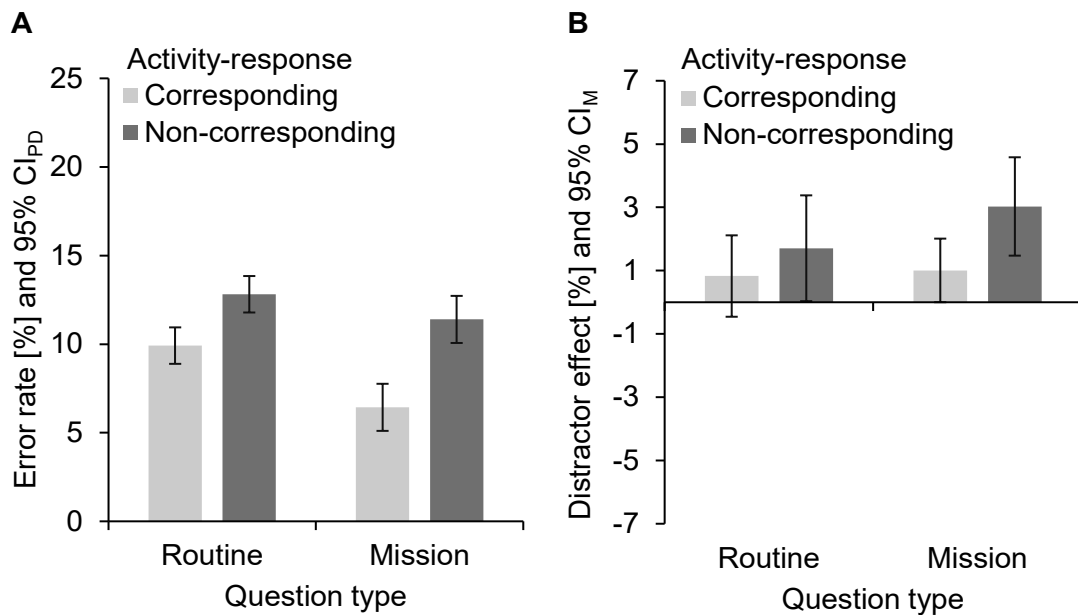 A
Activity-response
Corresponding
Non-corresponding
Error rate [%] and 95% CI_PD
25
20
15
10
5
0
Routine
Mission
Question type
B
Activity-response
Corresponding
Non-corresponding
Distractor effect [%] and 95% CI_M
7
5
3
1
-1
-3
-5
-7
Routine
Mission
Question type